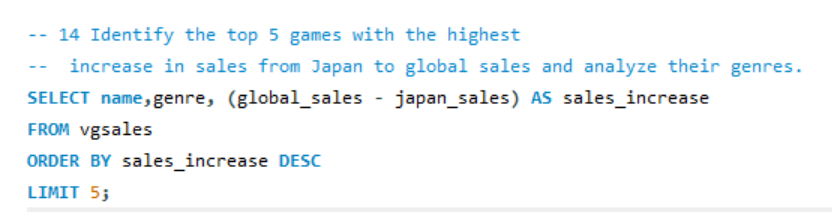 -- 14 Identify the top 5 games with the highest
--  increase in sales from Japan to global sales and analyze their genres.
SELECT name,genre, (global_sales - japan_sales) AS sales_increase
FROM vgsales
ORDER BY sales_increase DESC
LIMIT 5;